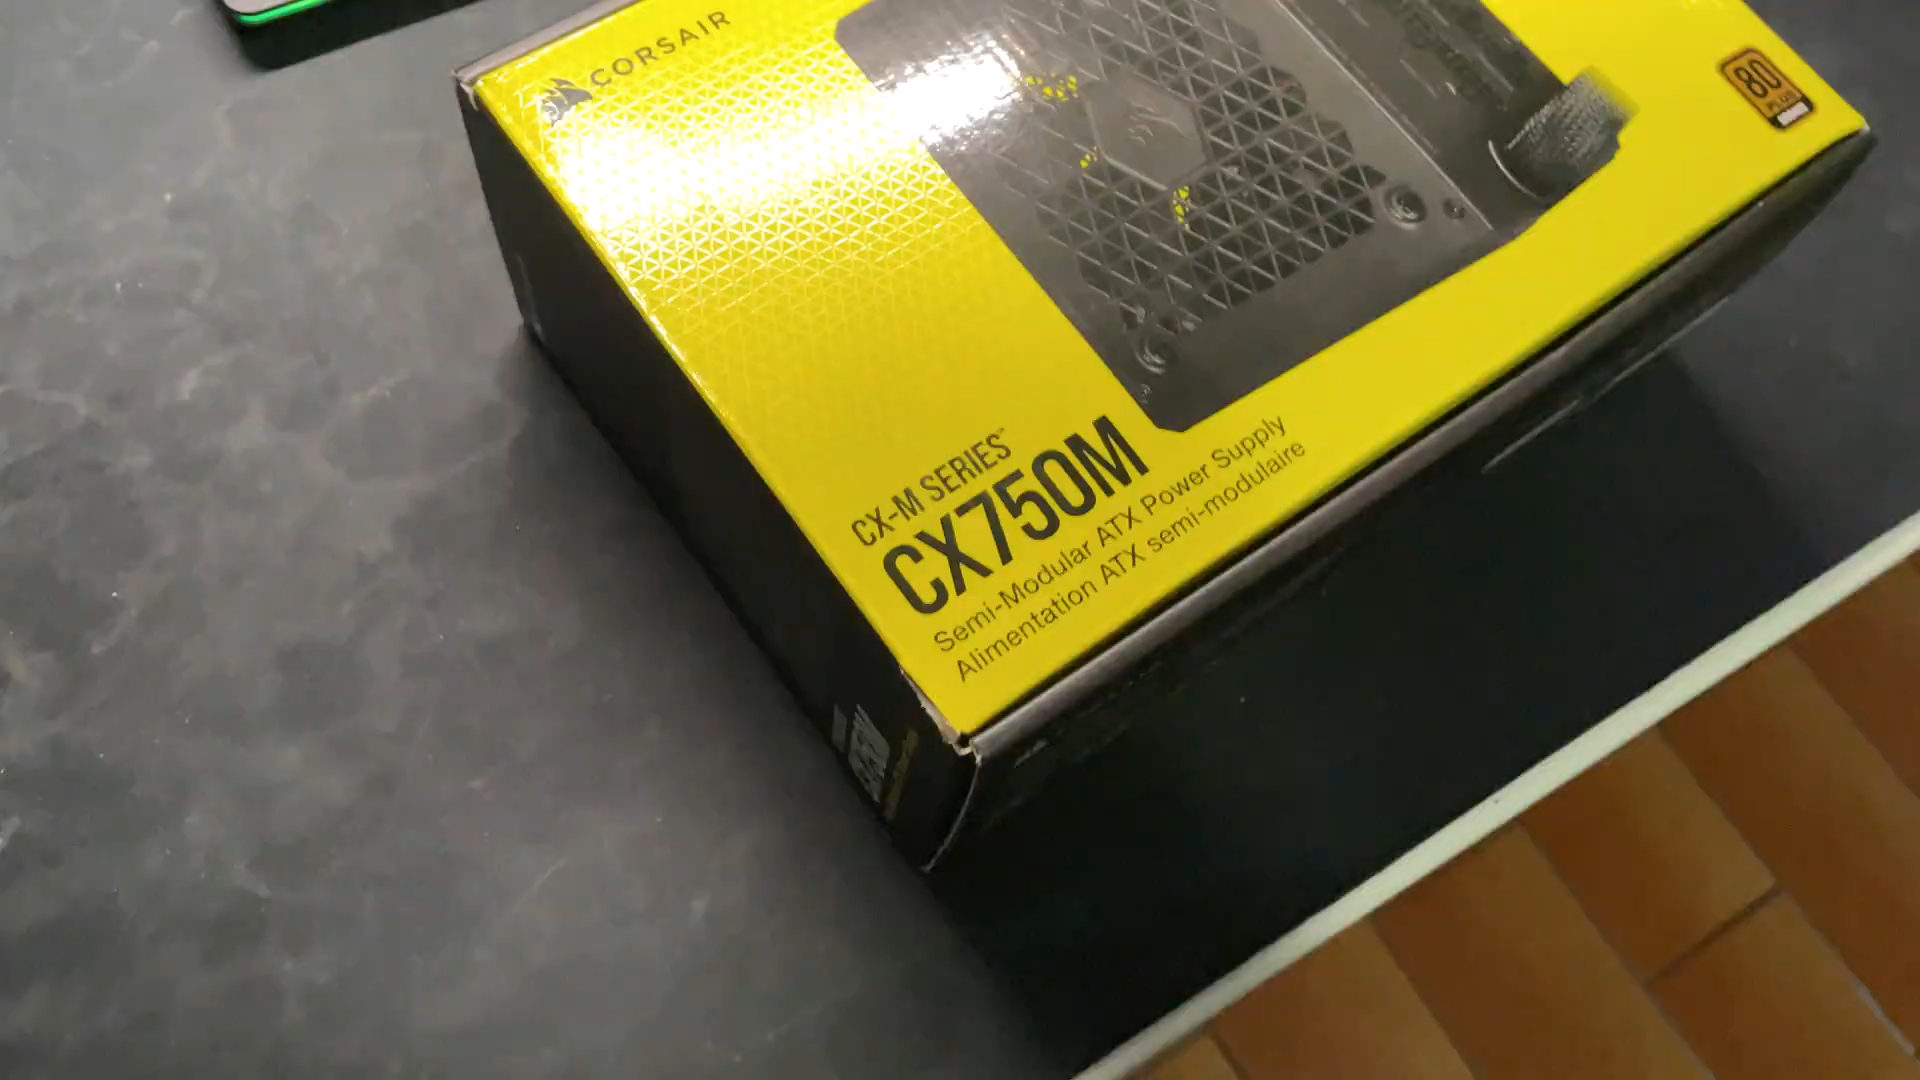 CORSAIR
80
PLUS
CX-M SERIES™
CX750M
Semi-Modular ATX Power Supply
Alimentation ATX semi-modulaire